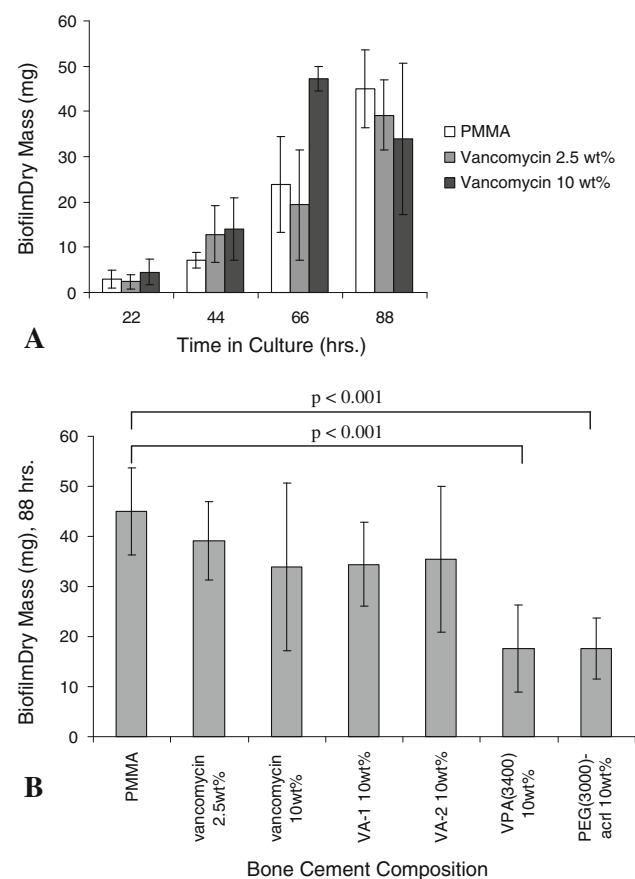 60
50
40
30
20
10
0
BiofilmDry Mass (mg)
PMMA
Vancomycin 2.5 wt%
Vancomycin 10 wt%
22 44 66 88
Time in Culture (hrs.)
A
p < 0.001
p < 0.001
60
50
40
30
20
10
0
BiofilmDry Mass (mg), 88 hrs.
PMMA
vancomycin
2.5wt%
vancomycin
10wt%
VA-1 10wt%
VA-2 10wt%
VPA(3400)
10wt%
PEG(3000)-
acrl 10wt%
B
Bone Cement Composition